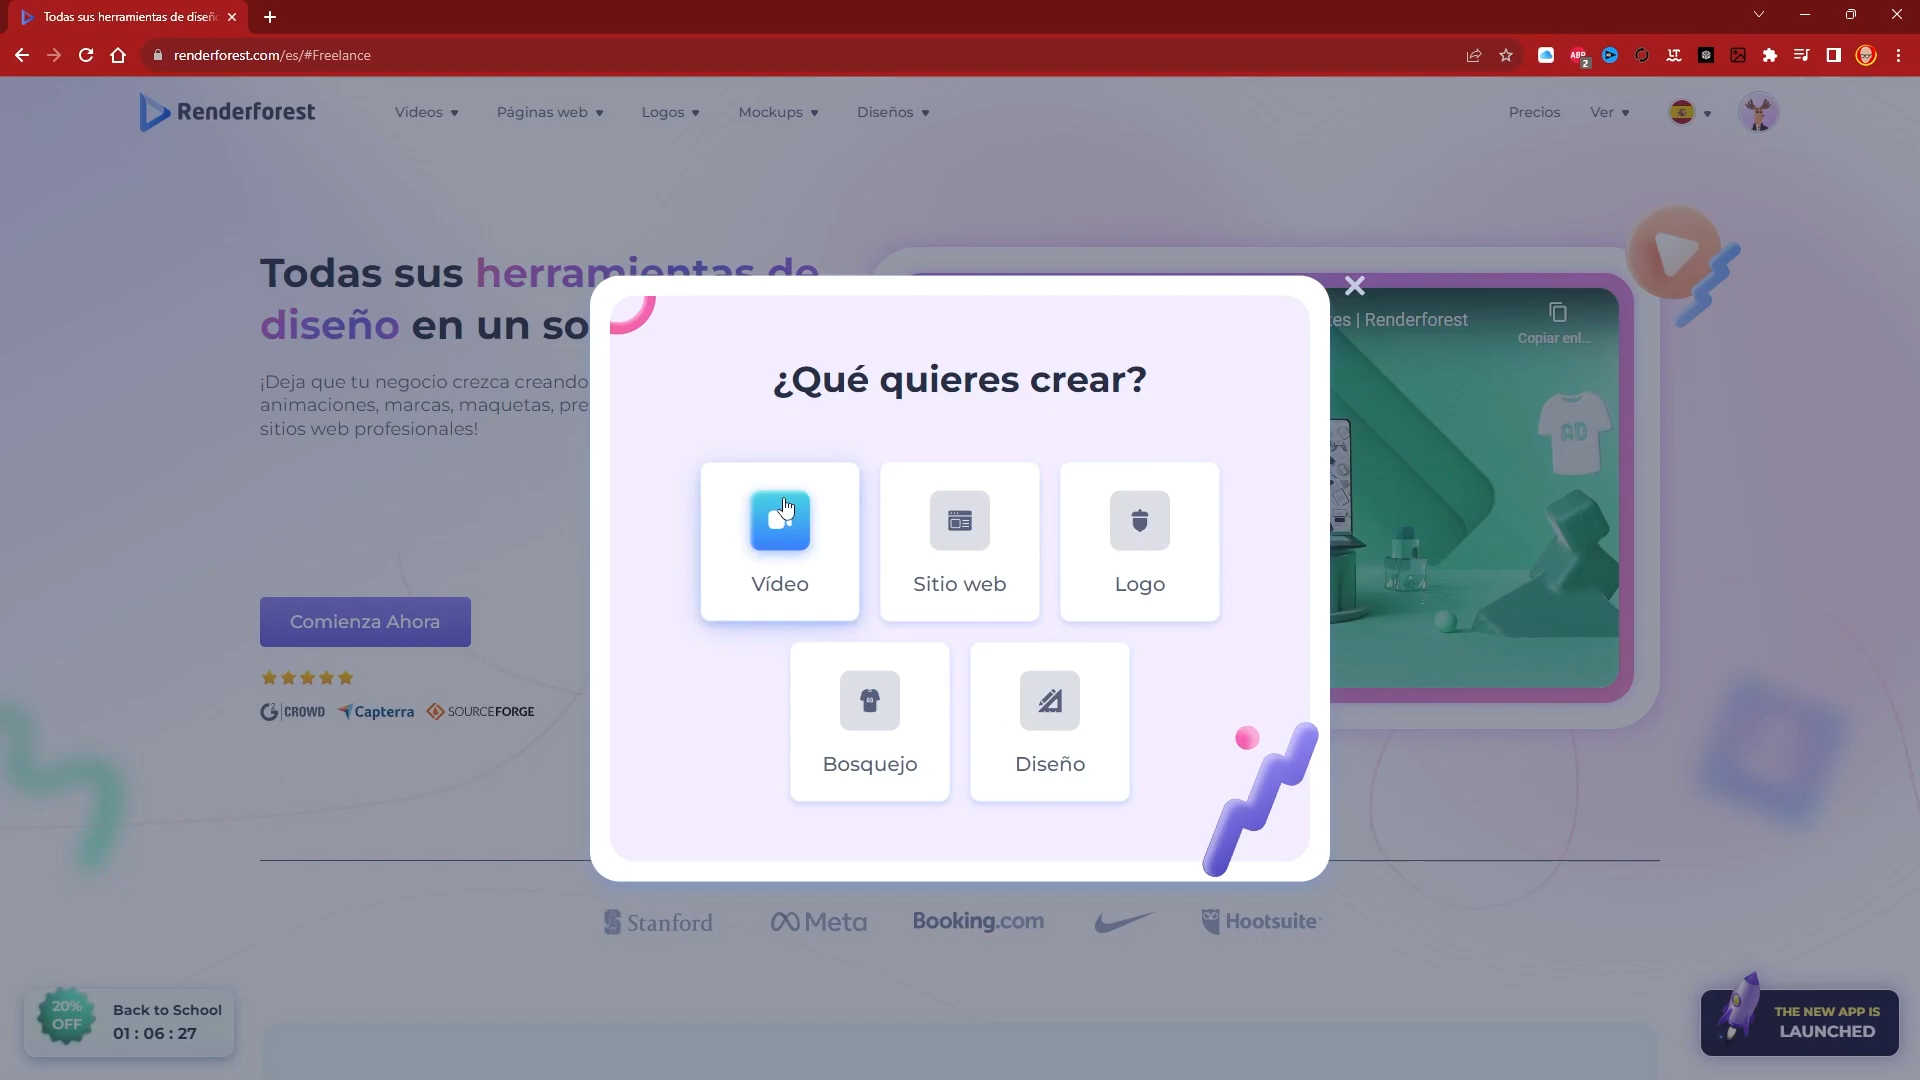 Todas sus herramientas de diseñ
renderforest.com/es/#Freelance
2
Renderforest
Videos
Páginas web
Logos
Mockups
Diseños
Precios
Ver
Todas sus herramientas de
diseño en un so
¡Deja que tu negocio crezca creando
animaciones, marcas, maquetas, pre
sitios web profesionales!
Comienza Ahora
CROWD
Capterra
SOURCEFORGE
tes | Renderforest
Copiar enl...
AD
¿Qué quieres crear?
Vídeo
Sitio web
Logo
Bosquejo
Diseño
Stanford
Meta
Booking.com
Hootsuite
20%
OFF
Back to School
01 : 06 : 27
THE NEW APP IS
LAUNCHED